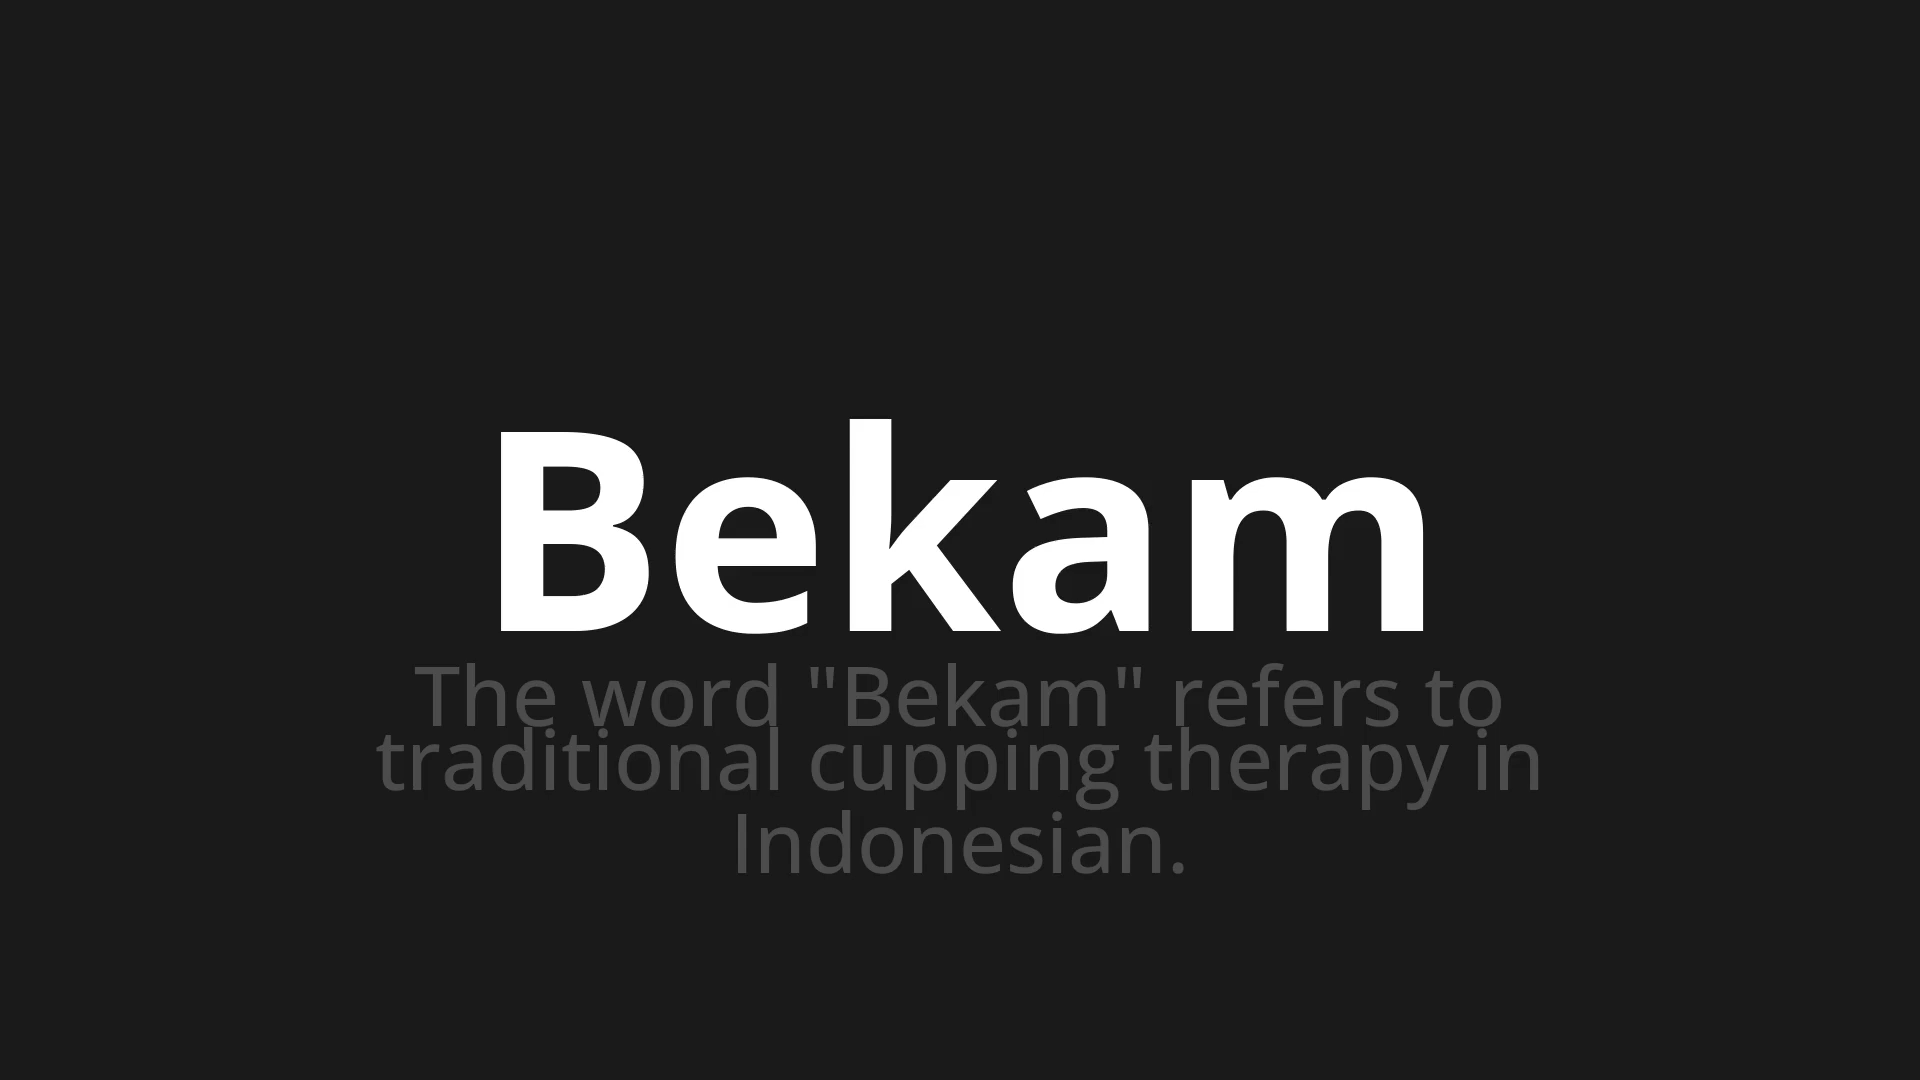 Bekam
The word "Bekam" refers to
traditional cupping therapy in
Indonesian.